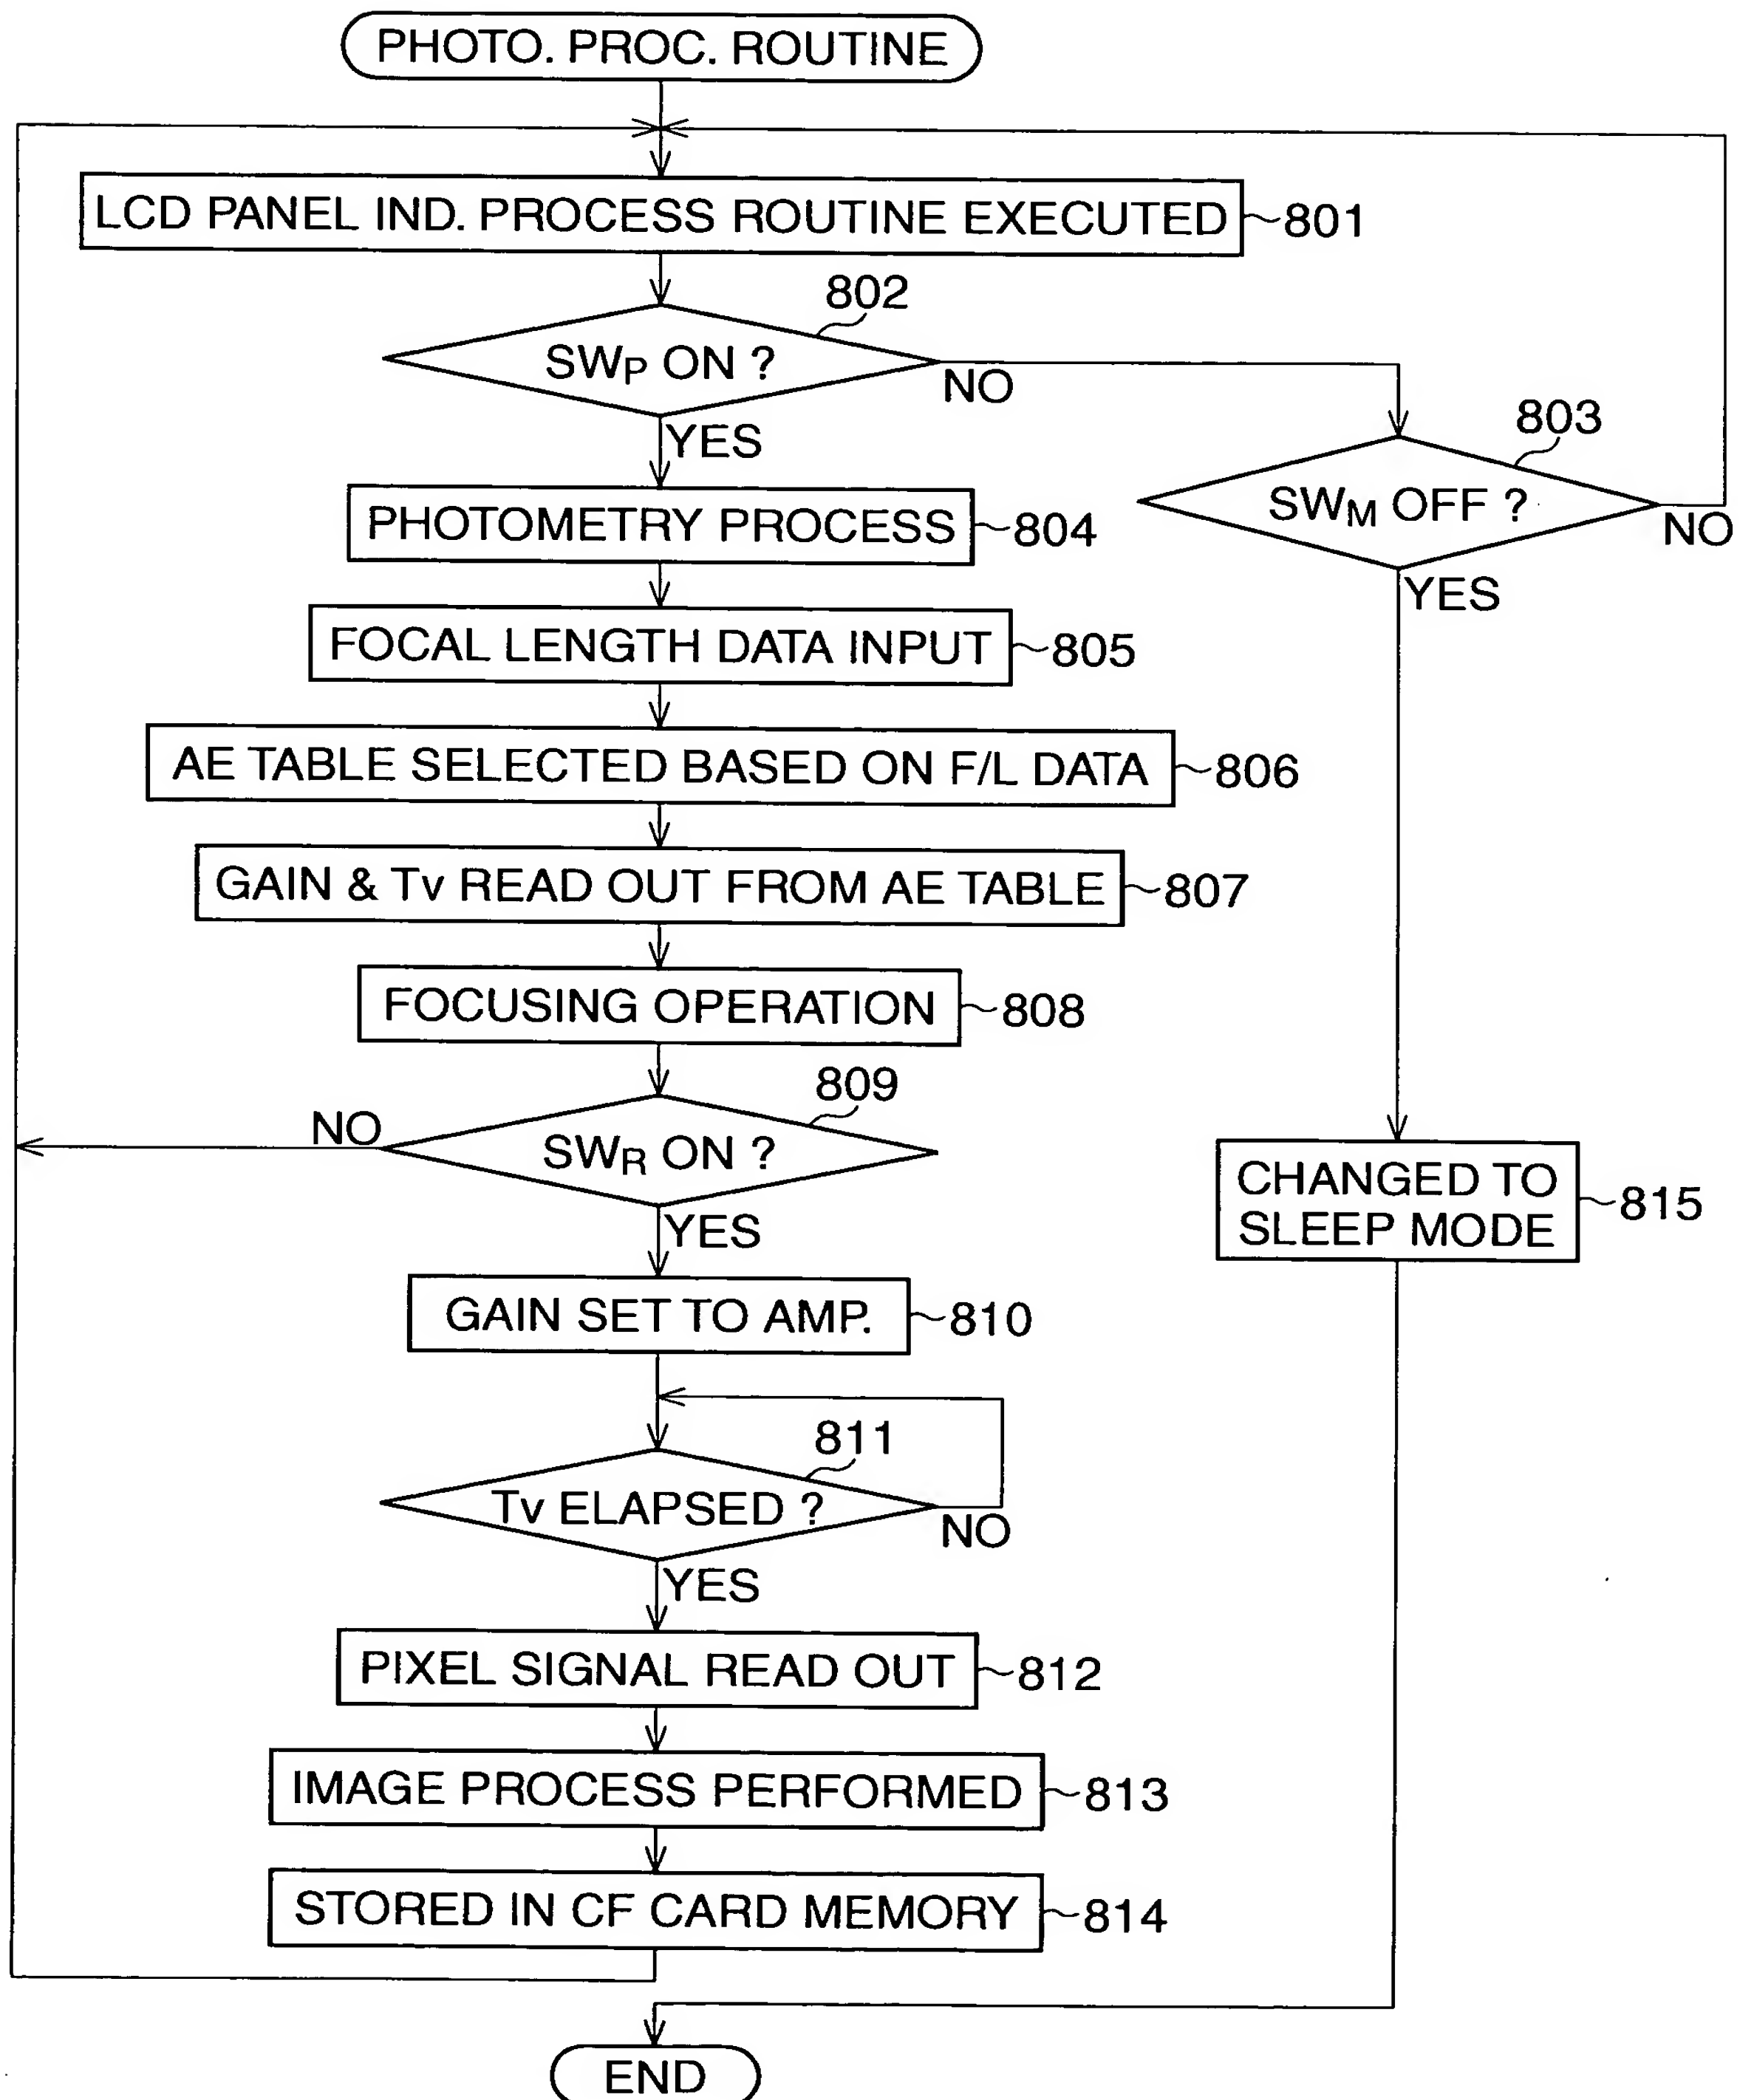 PHOTO. PROC. ROUTINE
LCD PANEL IND. PROCESS ROUTINE EXECUTED
801
802
SWP ON ?
NO
YES
803
SWM OFF ?
NO
YES
PHOTOMETRY PROCESS
804
FOCAL LENGTH DATA INPUT
805
AE TABLE SELECTED BASED ON F/L DATA
806
GAIN & Tv READ OUT FROM AE TABLE
807
FOCUSING OPERATION
808
809
SWR ON ?
NO
YES
CHANGED TO
SLEEP MODE
815
GAIN SET TO AMP.
810
811
Tv ELAPSED ?
NO
YES
PIXEL SIGNAL READ OUT
812
IMAGE PROCESS PERFORMED
813
STORED IN CF CARD MEMORY
814
END